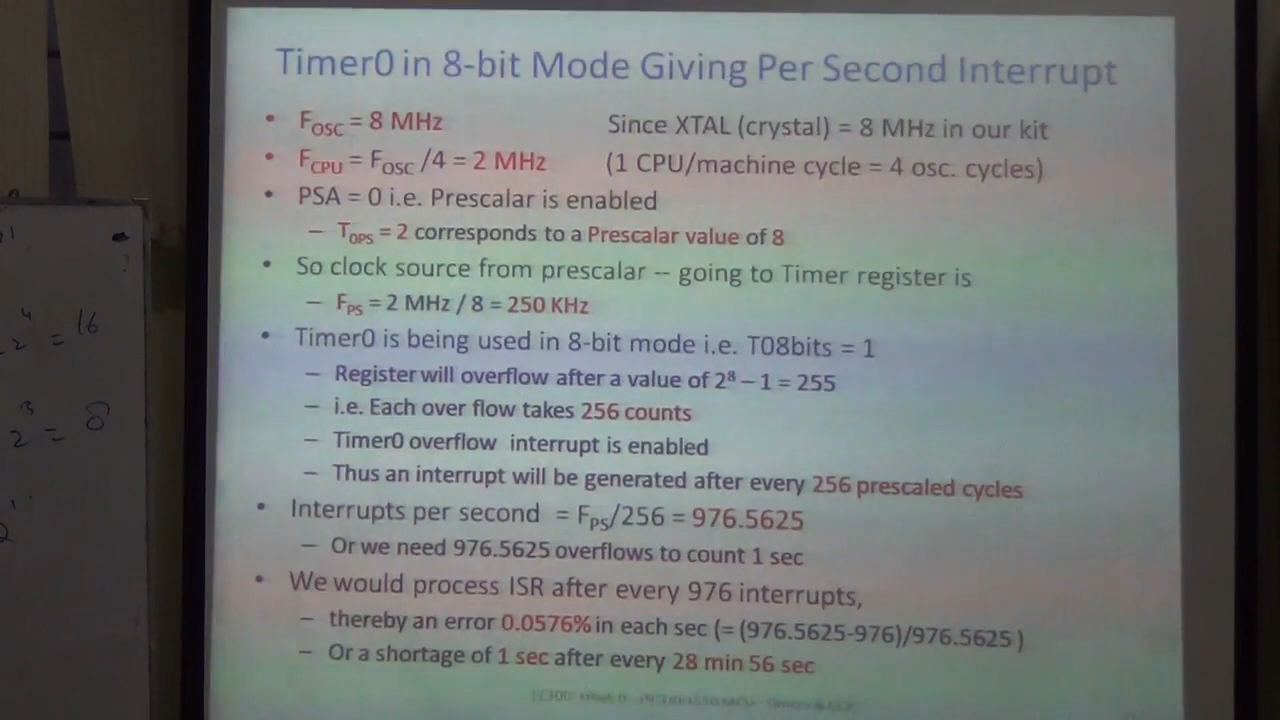 Timer0 in 8-bit Mode Giving Per Second Interrupt
• FOSC = 8 MHz Since XTAL (crystal) = 8 MHz in our kit
• FCPU = FOSC /4 = 2 MHz (1 CPU/machine cycle = 4 osc. cycles)
• PSA = 0 i.e. Prescalar is enabled
– TOPS = 2 corresponds to a Prescalar value of 8
• So clock source from prescalar -- going to Timer register is
– FPS = 2 MHz / 8 = 250 KHz
• Timer0 is being used in 8-bit mode i.e. T08bits = 1
– Register will overflow after a value of 2⁸ – 1 = 255
– i.e. Each over flow takes 256 counts
– Timer0 overflow interrupt is enabled
– Thus an interrupt will be generated after every 256 prescaled cycles
• Interrupts per second = FPS/256 = 976.5625
– Or we need 976.5625 overflows to count 1 sec
• We would process ISR after every 976 interrupts,
– thereby an error 0.0576% in each sec (= (976.5625-976)/976.5625 )
– Or a shortage of 1 sec after every 28 min 56 sec
2⁴ = 16
2³ = 8
2¹